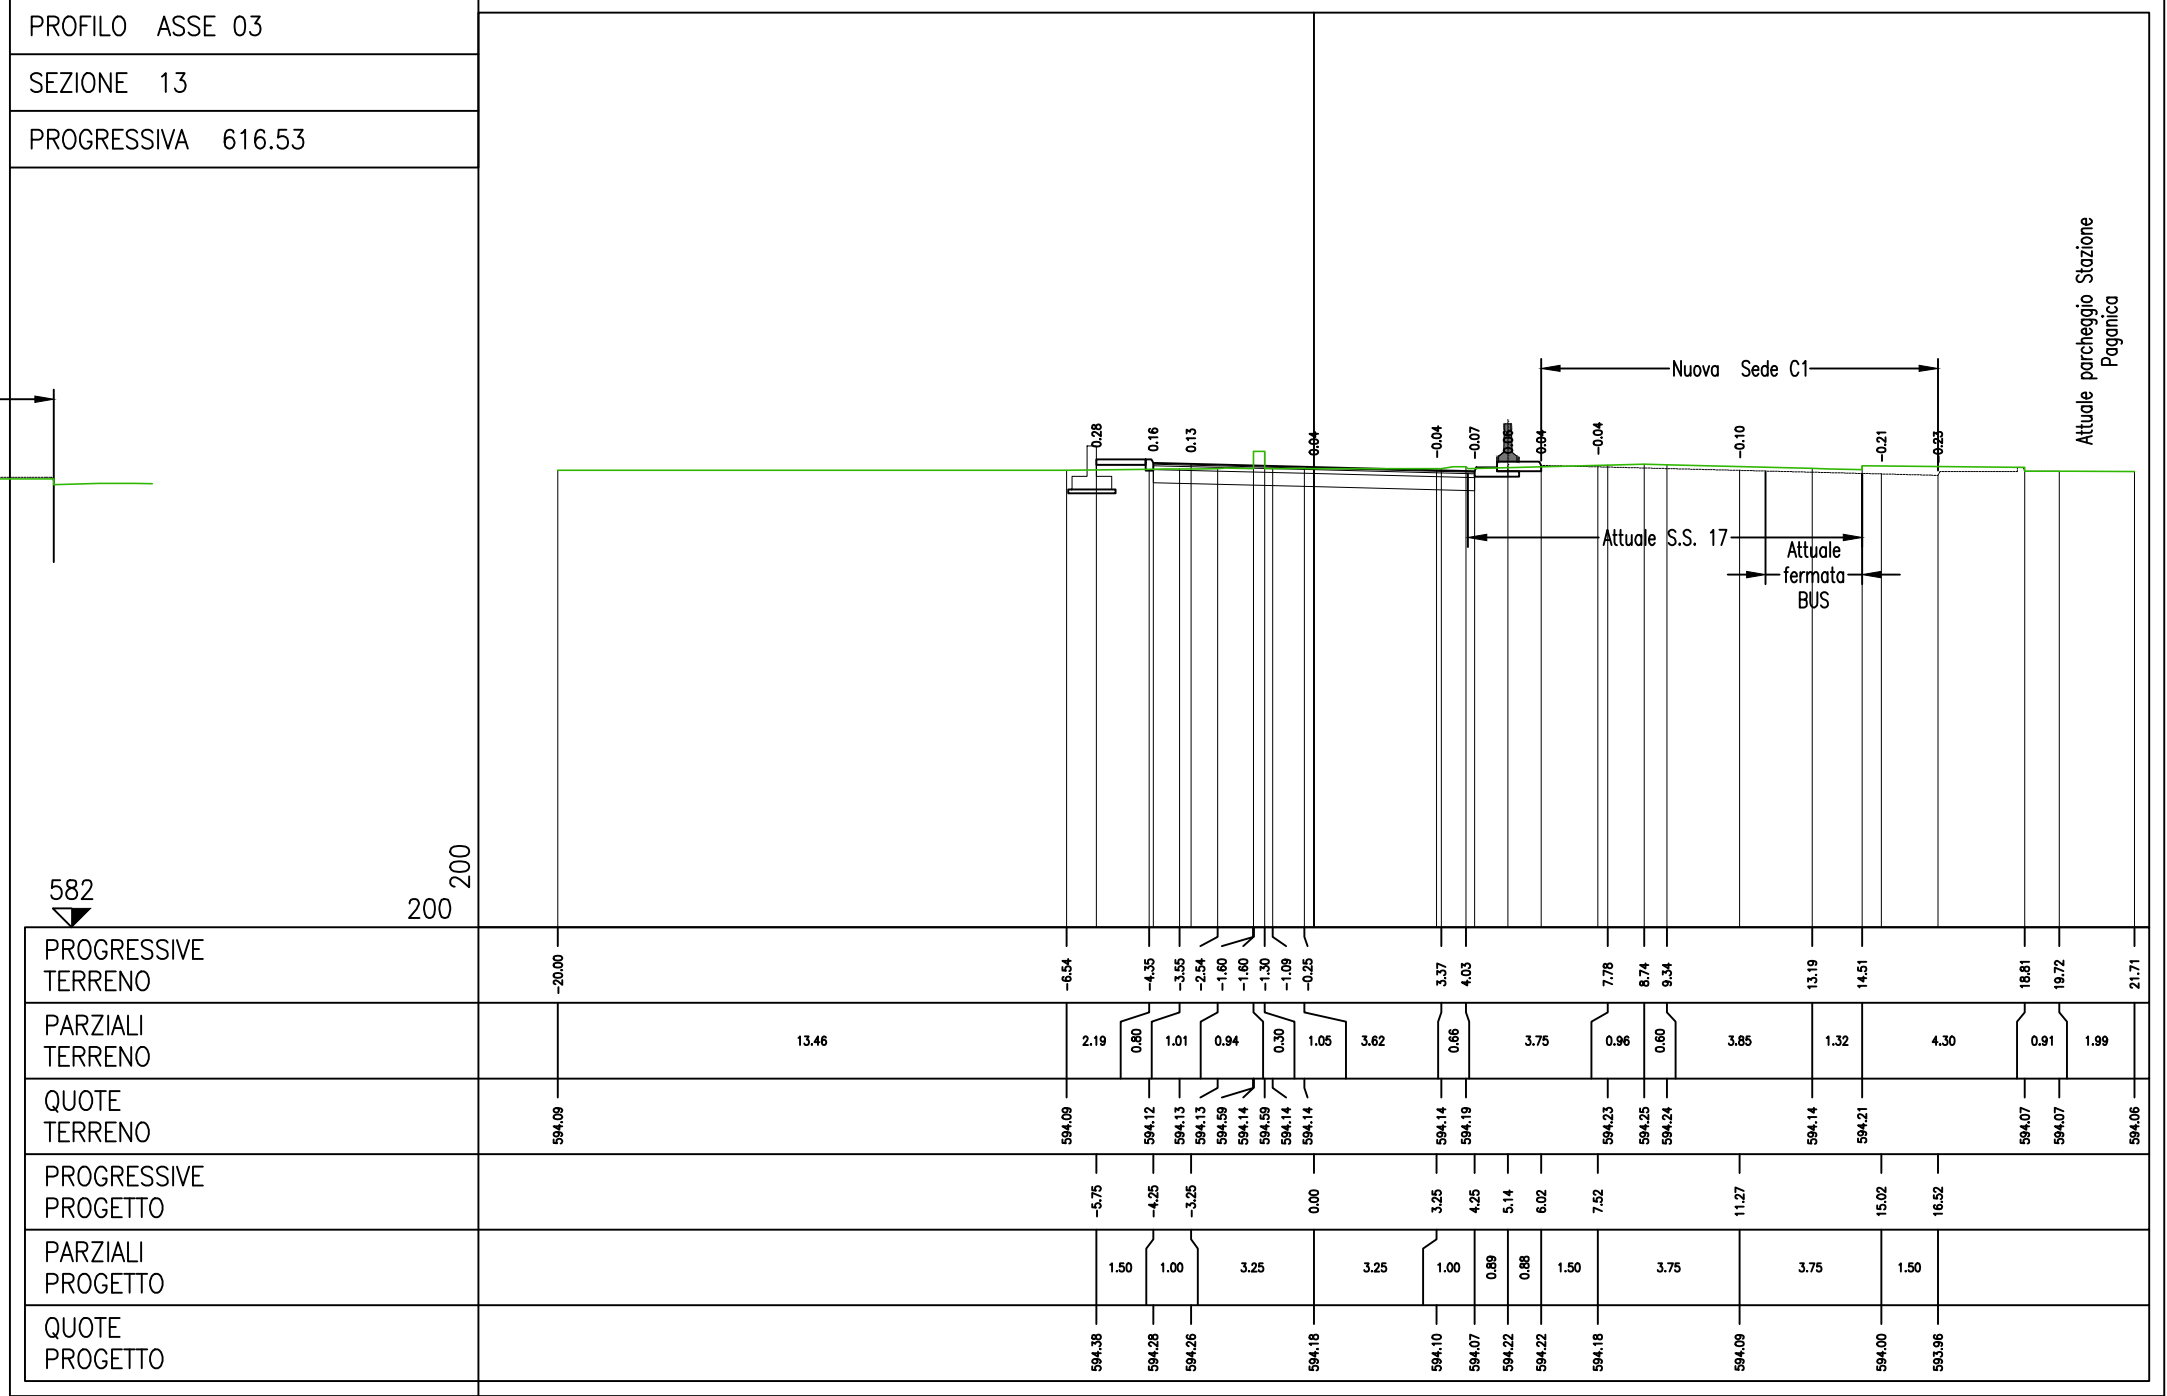 PROFILO ASSE 03
SEZIONE 13
PROGRESSIVA 616.53
Attuale parcheggio Stazione
Paganica
Nuova Sede C1
0.28 0.16 0.13 0.04 -0.04 -0.07 0.06 0.04 -0.04 -0.10 -0.21 0.23
Attuale S.S. 17
Attuale
fermata
BUS
200
582
200
PROGRESSIVE
TERRENO
-20.00 -6.54 -4.35 -3.55 -2.54 -1.60 -1.60 -1.30 -1.09 -0.25 3.37 4.03 7.78 8.74 9.34 13.19 14.51 18.81 19.72 21.71
PARZIALI
TERRENO
13.46 2.19 0.80 1.01 0.94 0.30 1.05 3.62 0.66 3.75 0.96 0.60 3.85 1.32 4.30 0.91 1.99
QUOTE
TERRENO
594.09 594.09 594.12 594.13 594.13 594.59 594.14 594.59 594.14 594.14 594.14 594.19 594.23 594.25 594.24 594.14 594.21 594.07 594.07 594.06
PROGRESSIVE
PROGETTO
-5.75 -4.25 -3.25 0.00 3.25 4.25 5.14 6.02 7.52 11.27 15.02 16.52
PARZIALI
PROGETTO
1.50 1.00 3.25 3.25 1.00 0.89 0.88 1.50 3.75 3.75 1.50
QUOTE
PROGETTO
594.38 594.28 594.26 594.18 594.10 594.07 594.22 594.22 594.18 594.09 594.00 593.96